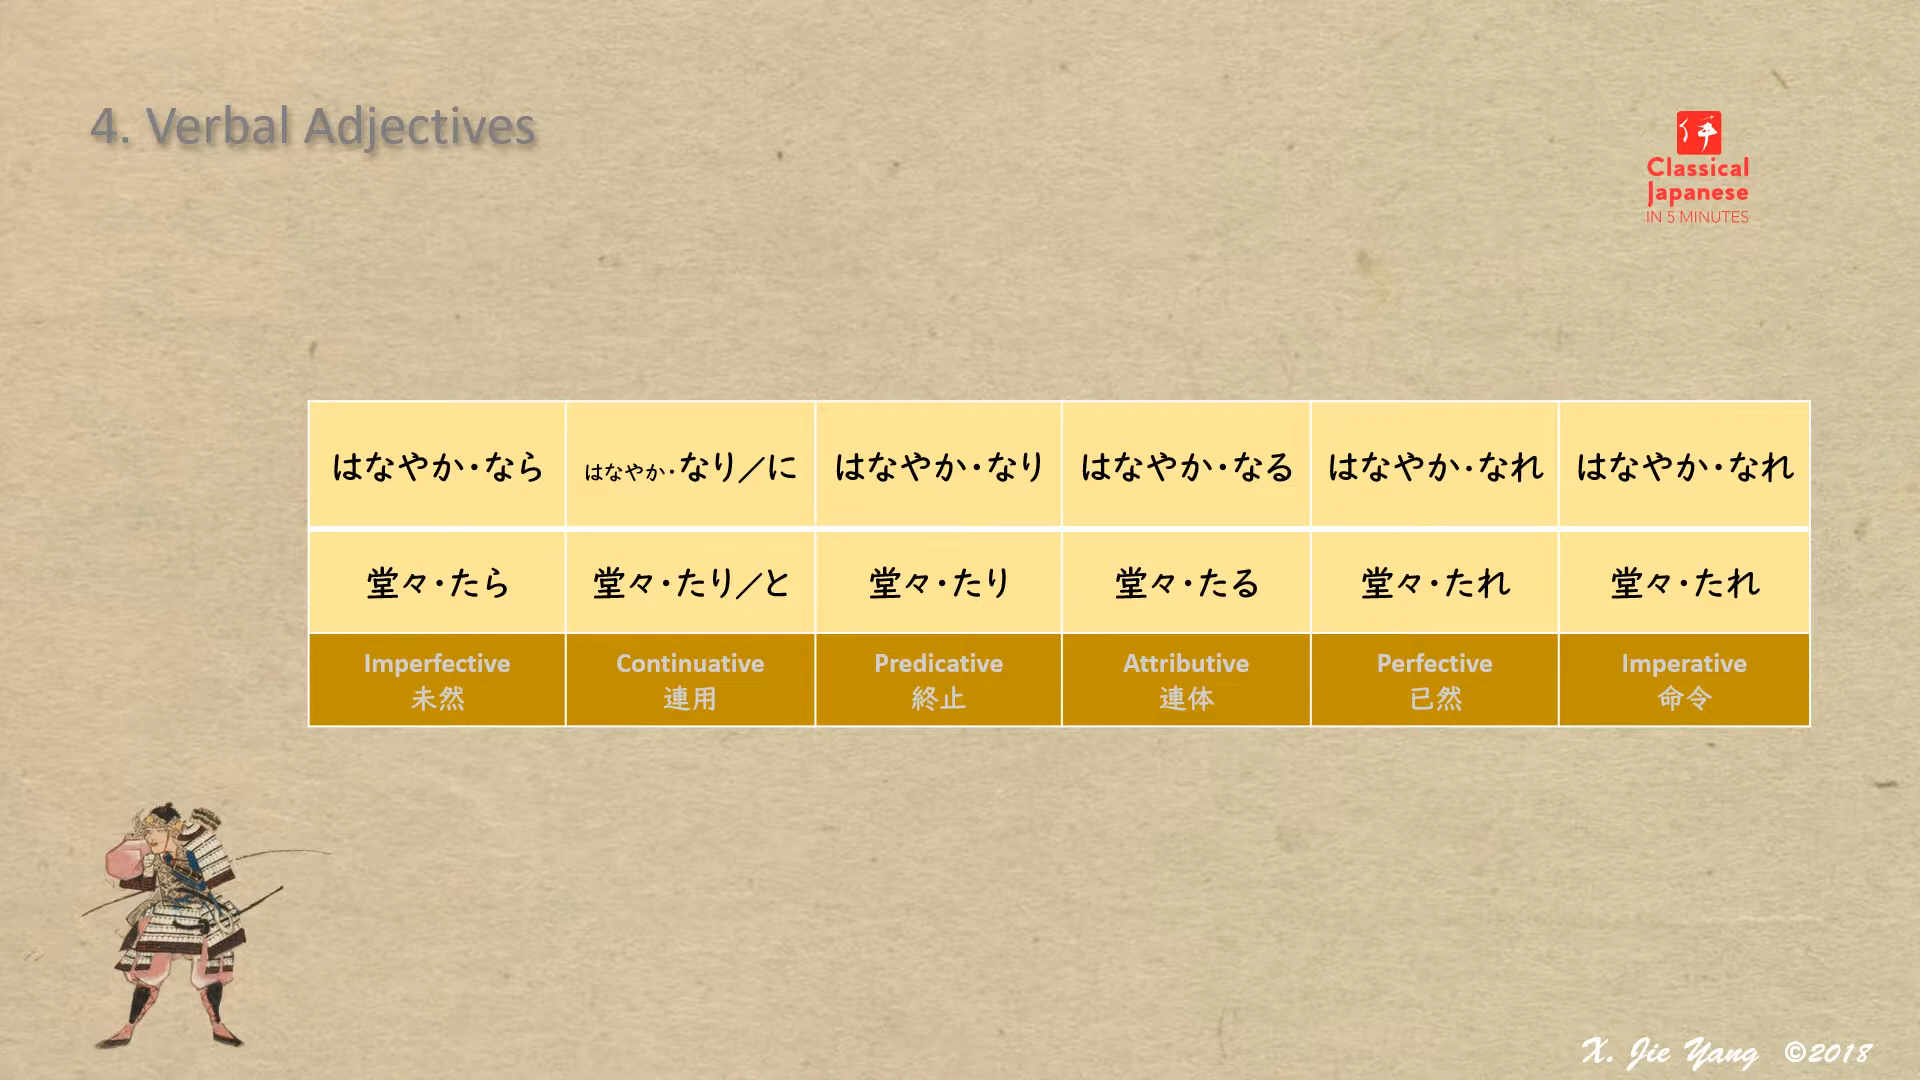 4. Verbal Adjectives
Classical
Japanese
IN 5 MINUTES
はなやか・なら はなやか・なり／に はなやか・なり はなやか・なる はなやか・なれ はなやか・なれ
堂々・たら 堂々・たり／と 堂々・たり 堂々・たる 堂々・たれ 堂々・たれ
Imperfective Continuative Predicative Attributive Perfective Imperative
未然 連用 終止 連体 已然 命令
X. Jie Yang ©2018